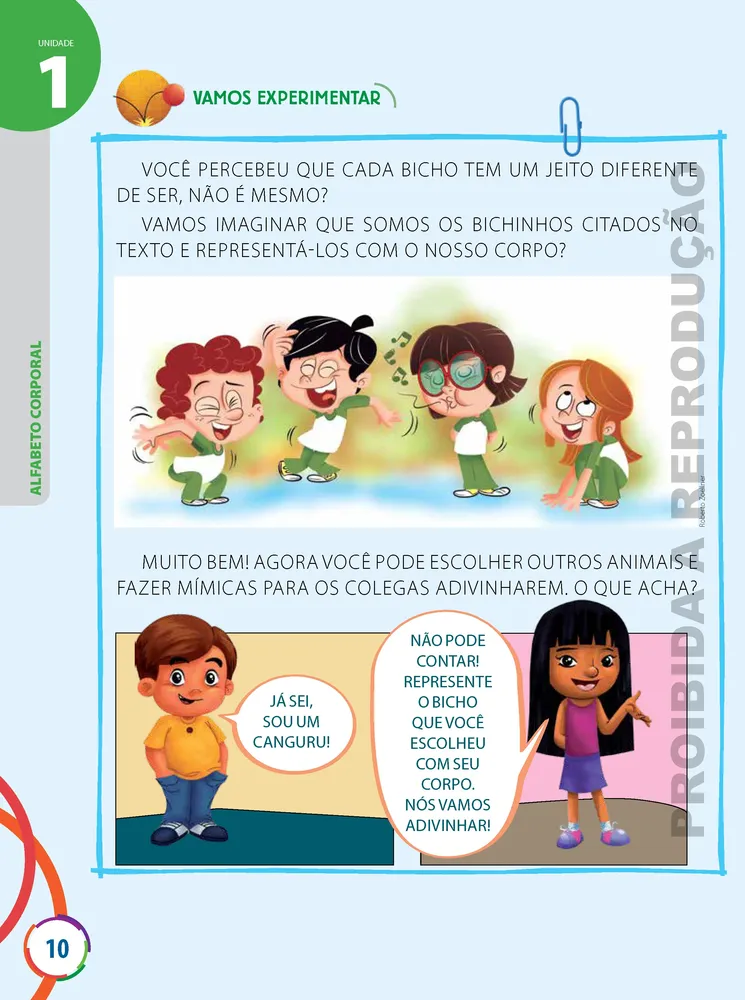 UNIDADE
1
VAMOS EXPERIMENTAR
VOCÊ PERCEBEU QUE CADA BICHO TEM UM JEITO DIFERENTE
DE SER, NÃO É MESMO?
VAMOS IMAGINAR QUE SOMOS OS BICHINHOS CITADOS NO
TEXTO E REPRESENTÁ-LOS COM O NOSSO CORPO?
ALFABETO CORPORAL
Roberto Zoellner
MUITO BEM! AGORA VOCÊ PODE ESCOLHER OUTROS ANIMAIS E
FAZER MÍMICAS PARA OS COLEGAS ADIVINHAREM. O QUE ACHA?
JÁ SEI,
SOU UM
CANGURU!
NÃO PODE
CONTAR!
REPRESENTE
O BICHO
QUE VOCÊ
ESCOLHEU
COM SEU
CORPO.
NÓS VAMOS
ADIVINHAR!
PROIBIDA A REPRODUÇÃO
10